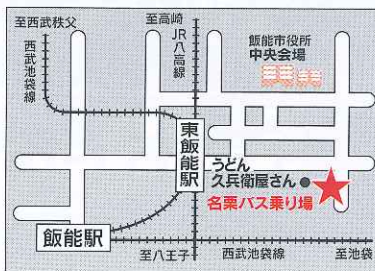 至西武秩父
西武池袋線
至高崎
JR八高線
飯能市役所
中央会場
東飯能駅
うどん
久兵衛屋さん
名栗バス乗り場
飯能駅
至八王子
西武池袋線
至池袋